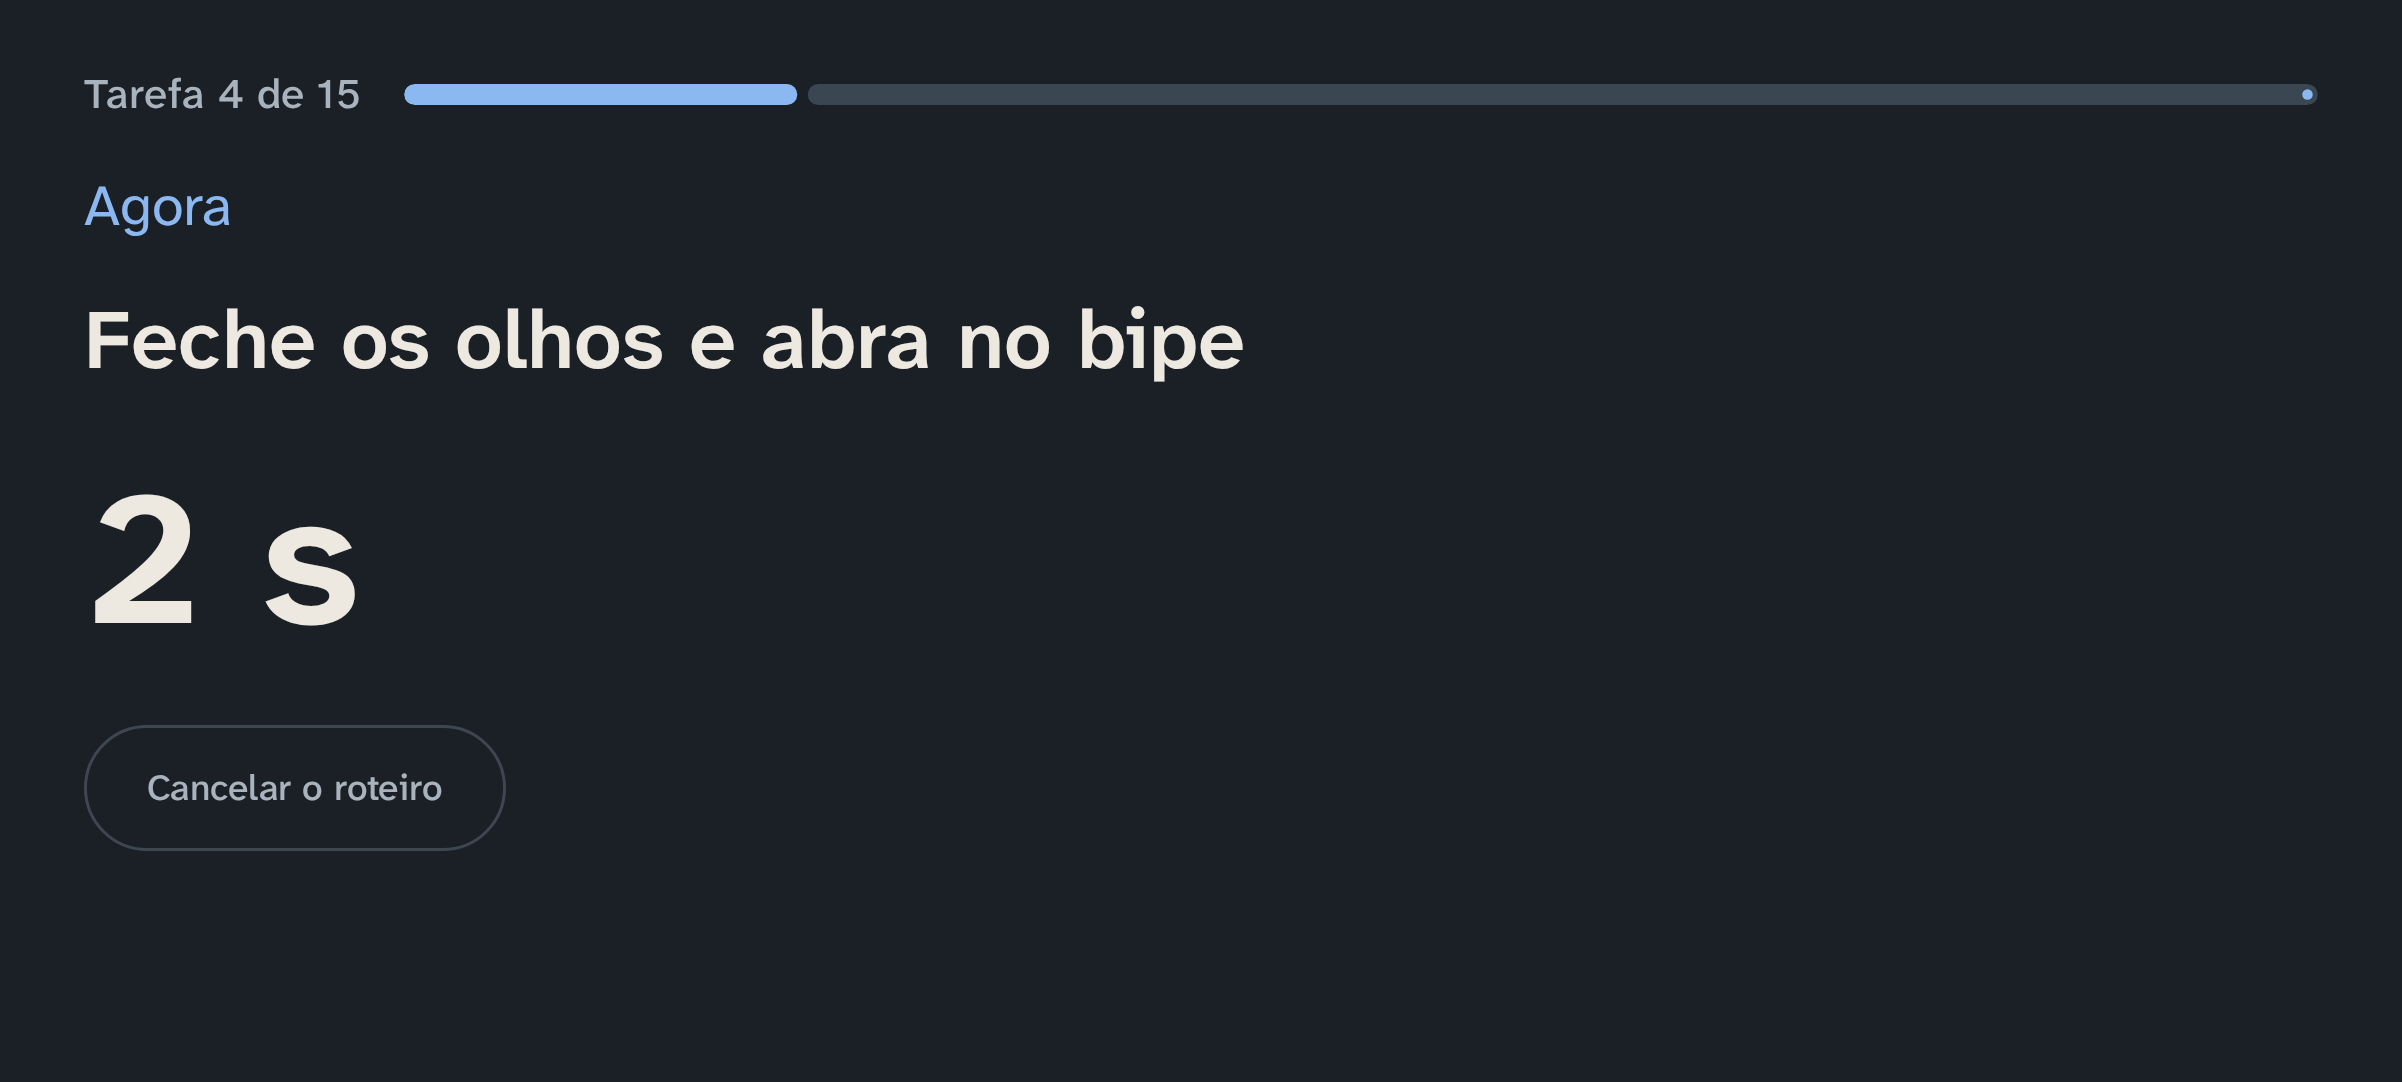 Tarefa 4 de 15
Agora
Feche os olhos e abra no bipe
2 s
Cancelar o roteiro